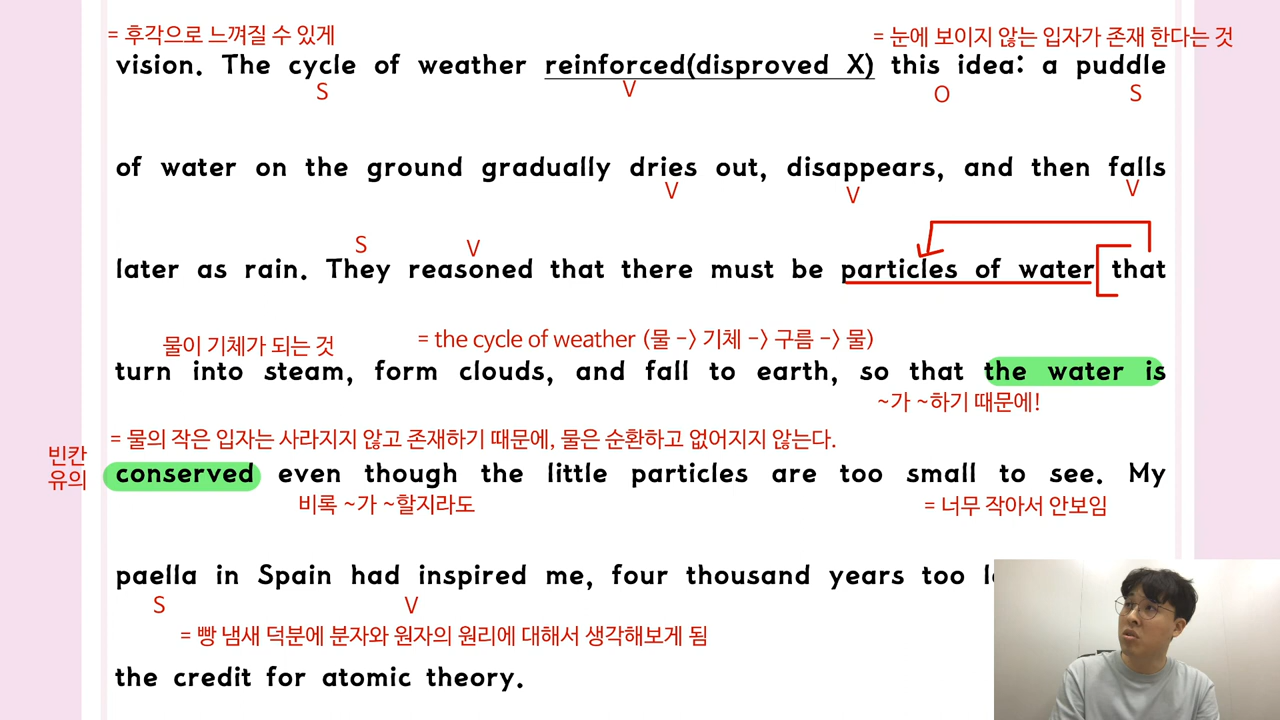 = 후각으로 느껴질 수 있게
= 눈에 보이지 않는 입자가 존재 한다는 것
vision. The cycle of weather reinforced(disproved X) this idea: a puddle
S
V
O
S
of water on the ground gradually dries out, disappears, and then falls
V
V
V
S
V
later as rain. They reasoned that there must be particles of water that
물이 기체가 되는 것
= the cycle of weather (물 -> 기체 -> 구름 -> 물)
turn into steam, form clouds, and fall to earth, so that the water is
~가 ~하기 때문에!
= 물의 작은 입자는 사라지지 않고 존재하기 때문에, 물은 순환하고 없어지지 않는다.
빈칸
유의
conserved even though the little particles are too small to see. My
비록 ~가 ~할지라도
= 너무 작아서 안보임
paella in Spain had inspired me, four thousand years too
S
V
= 빵 냄새 덕분에 분자와 원자의 원리에 대해서 생각해보게 됨
the credit for atomic theory.